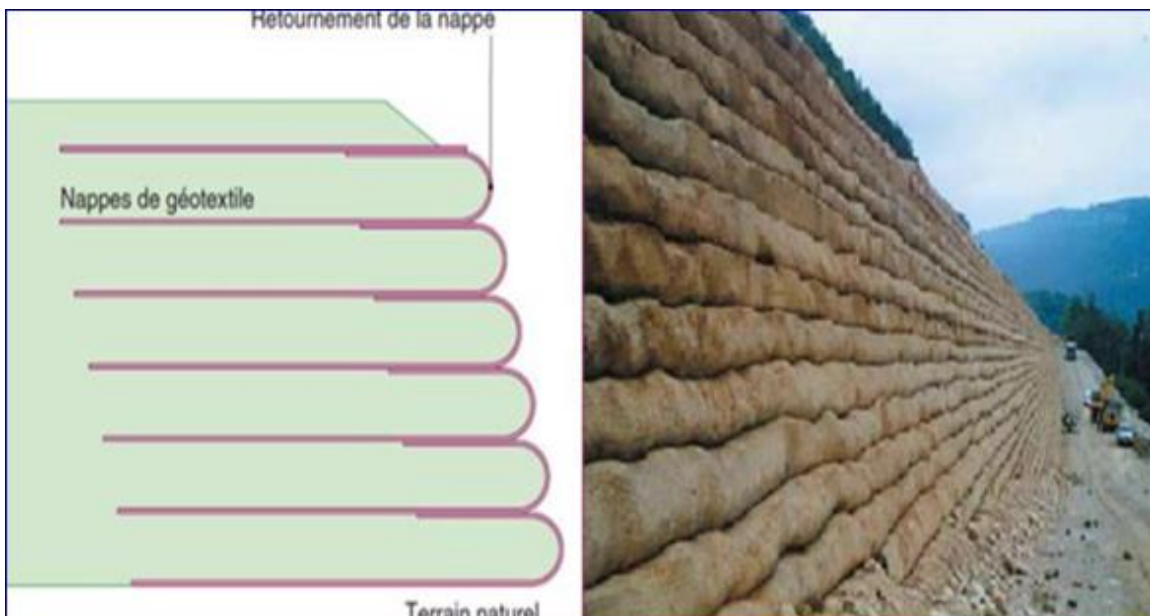 Retournement de la nappe
Nappes de géotextile
Terrain naturel